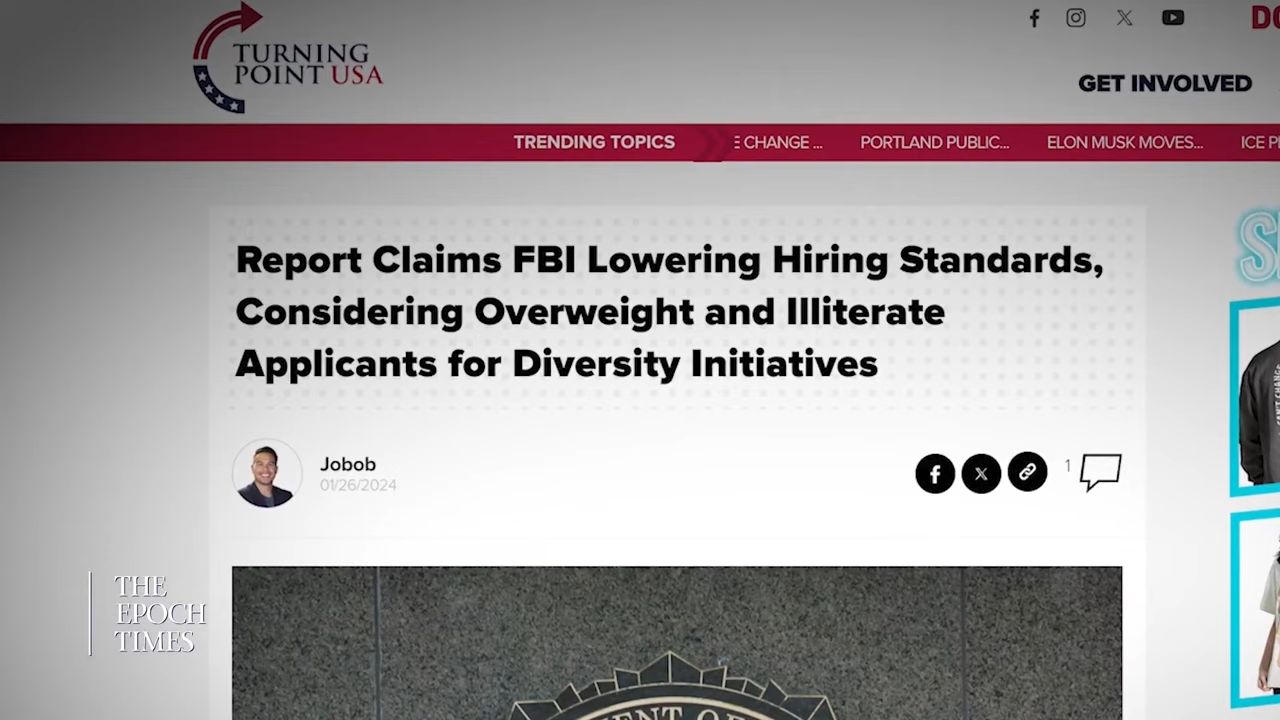 TURNING
POINT USA
GET INVOLVED
TRENDING TOPICS
E CHANGE ...
PORTLAND PUBLIC...
ELON MUSK MOVES...
ICE
Report Claims FBI Lowering Hiring Standards,
Considering Overweight and Illiterate
Applicants for Diversity Initiatives
Jobob
01/26/2024
1
THE
EPOCH
TIMES